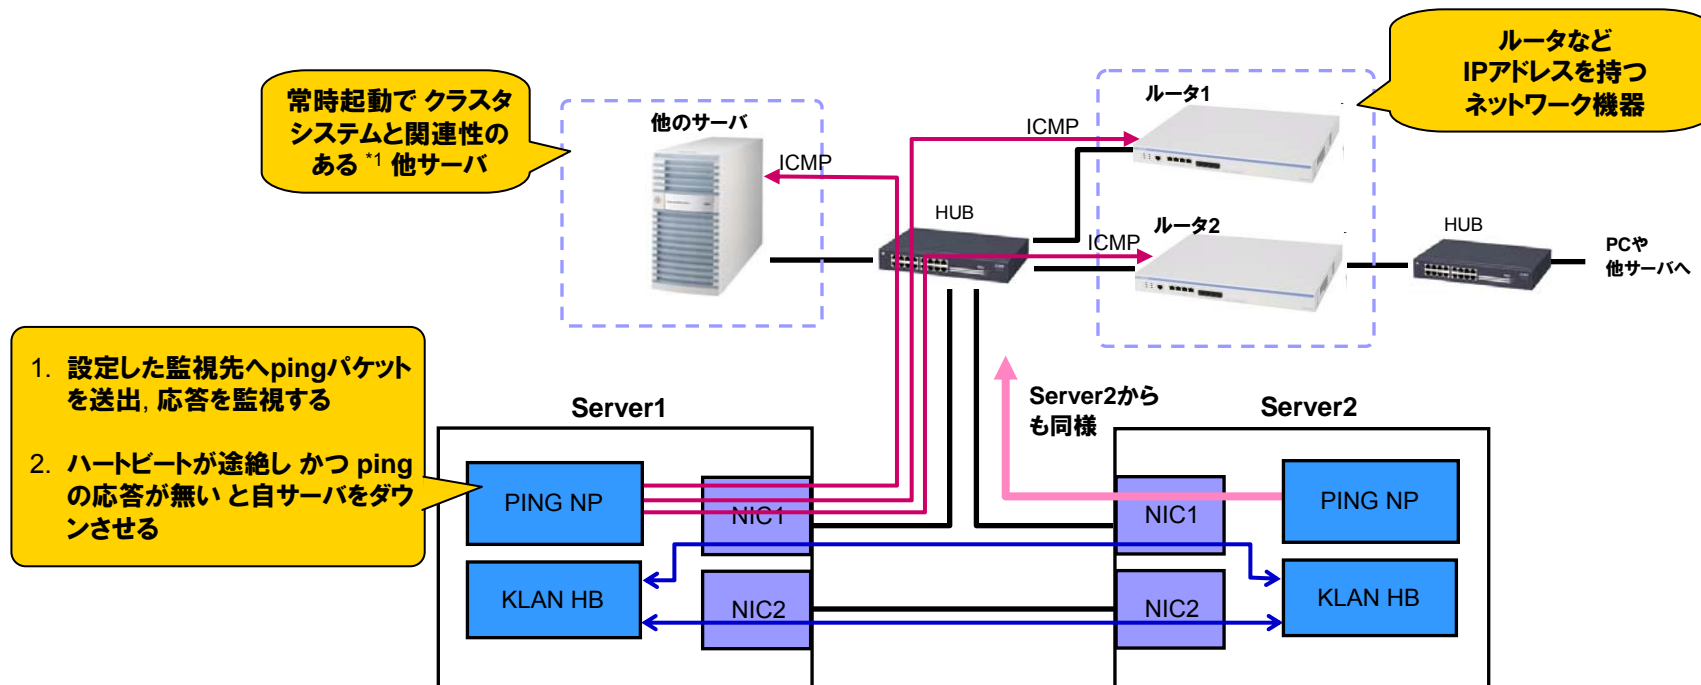 常時起動で クラスタ
システムと関連性の
ある *1 他サーバ
他のサーバ
ICMP
ルータ1
ICMP
ルータなど
IPアドレスを持つ
ネットワーク機器
HUB
ルータ2
ICMP
HUB
PCや
他サーバへ
1. 設定した監視先へpingパケット
を送出, 応答を監視する
2. ハートビートが途絶し かつ ping
の応答が無い と自サーバをダウ
ンさせる
Server1
PING NP
NIC1
KLAN HB
NIC2
Server2から
も同様
Server2
NIC1
PING NP
NIC2
KLAN HB